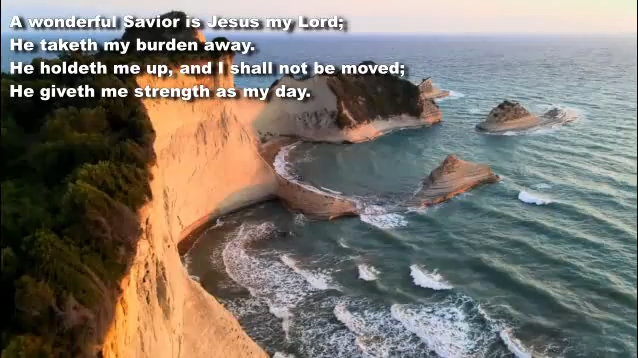 A wonderful Savior is Jesus my Lord;
He taketh my burden away.
He holdeth me up, and I shall not be moved;
He giveth me strength as my day.